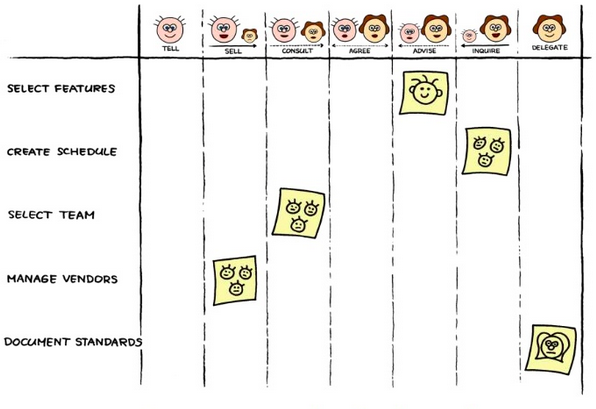 TELL
SELL
CONSULT
AGREE
ADVISE
INQUIRE
DELEGATE
SELECT FEATURES
CREATE SCHEDULE
SELECT TEAM
MANAGE VENDORS
DOCUMENT STANDARDS